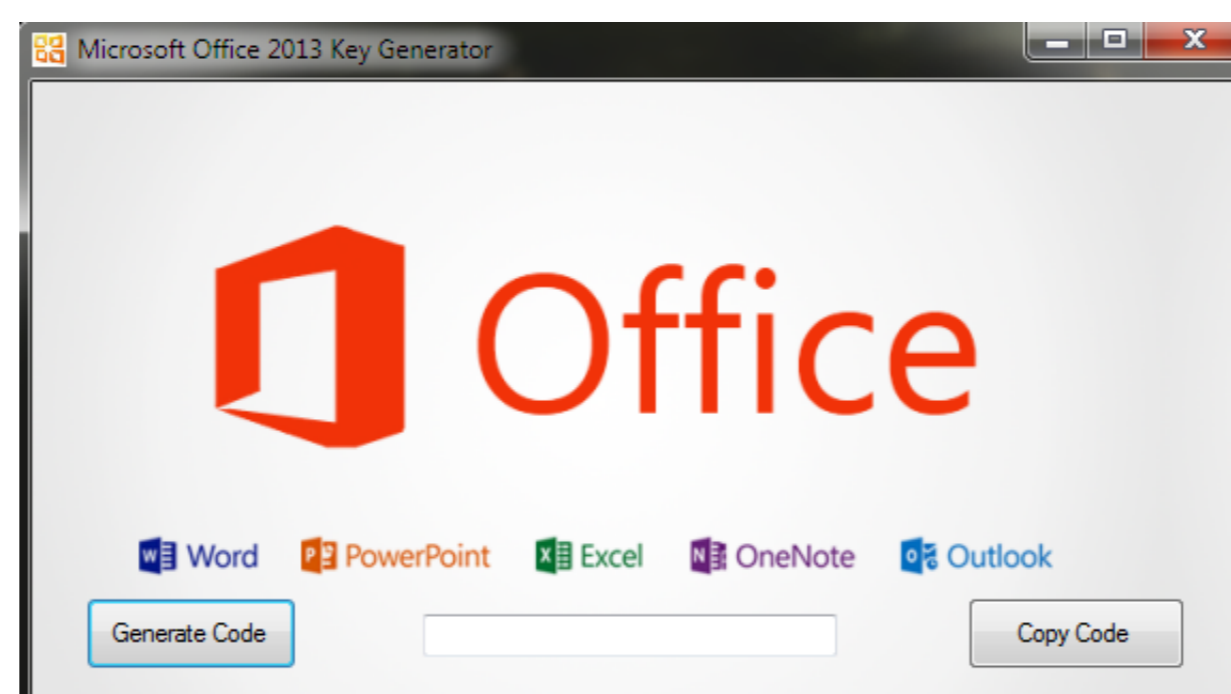 Microsoft Office 2013 Key Generator
Office
Word PowerPoint Excel OneNote Outlook
Generate Code Copy Code